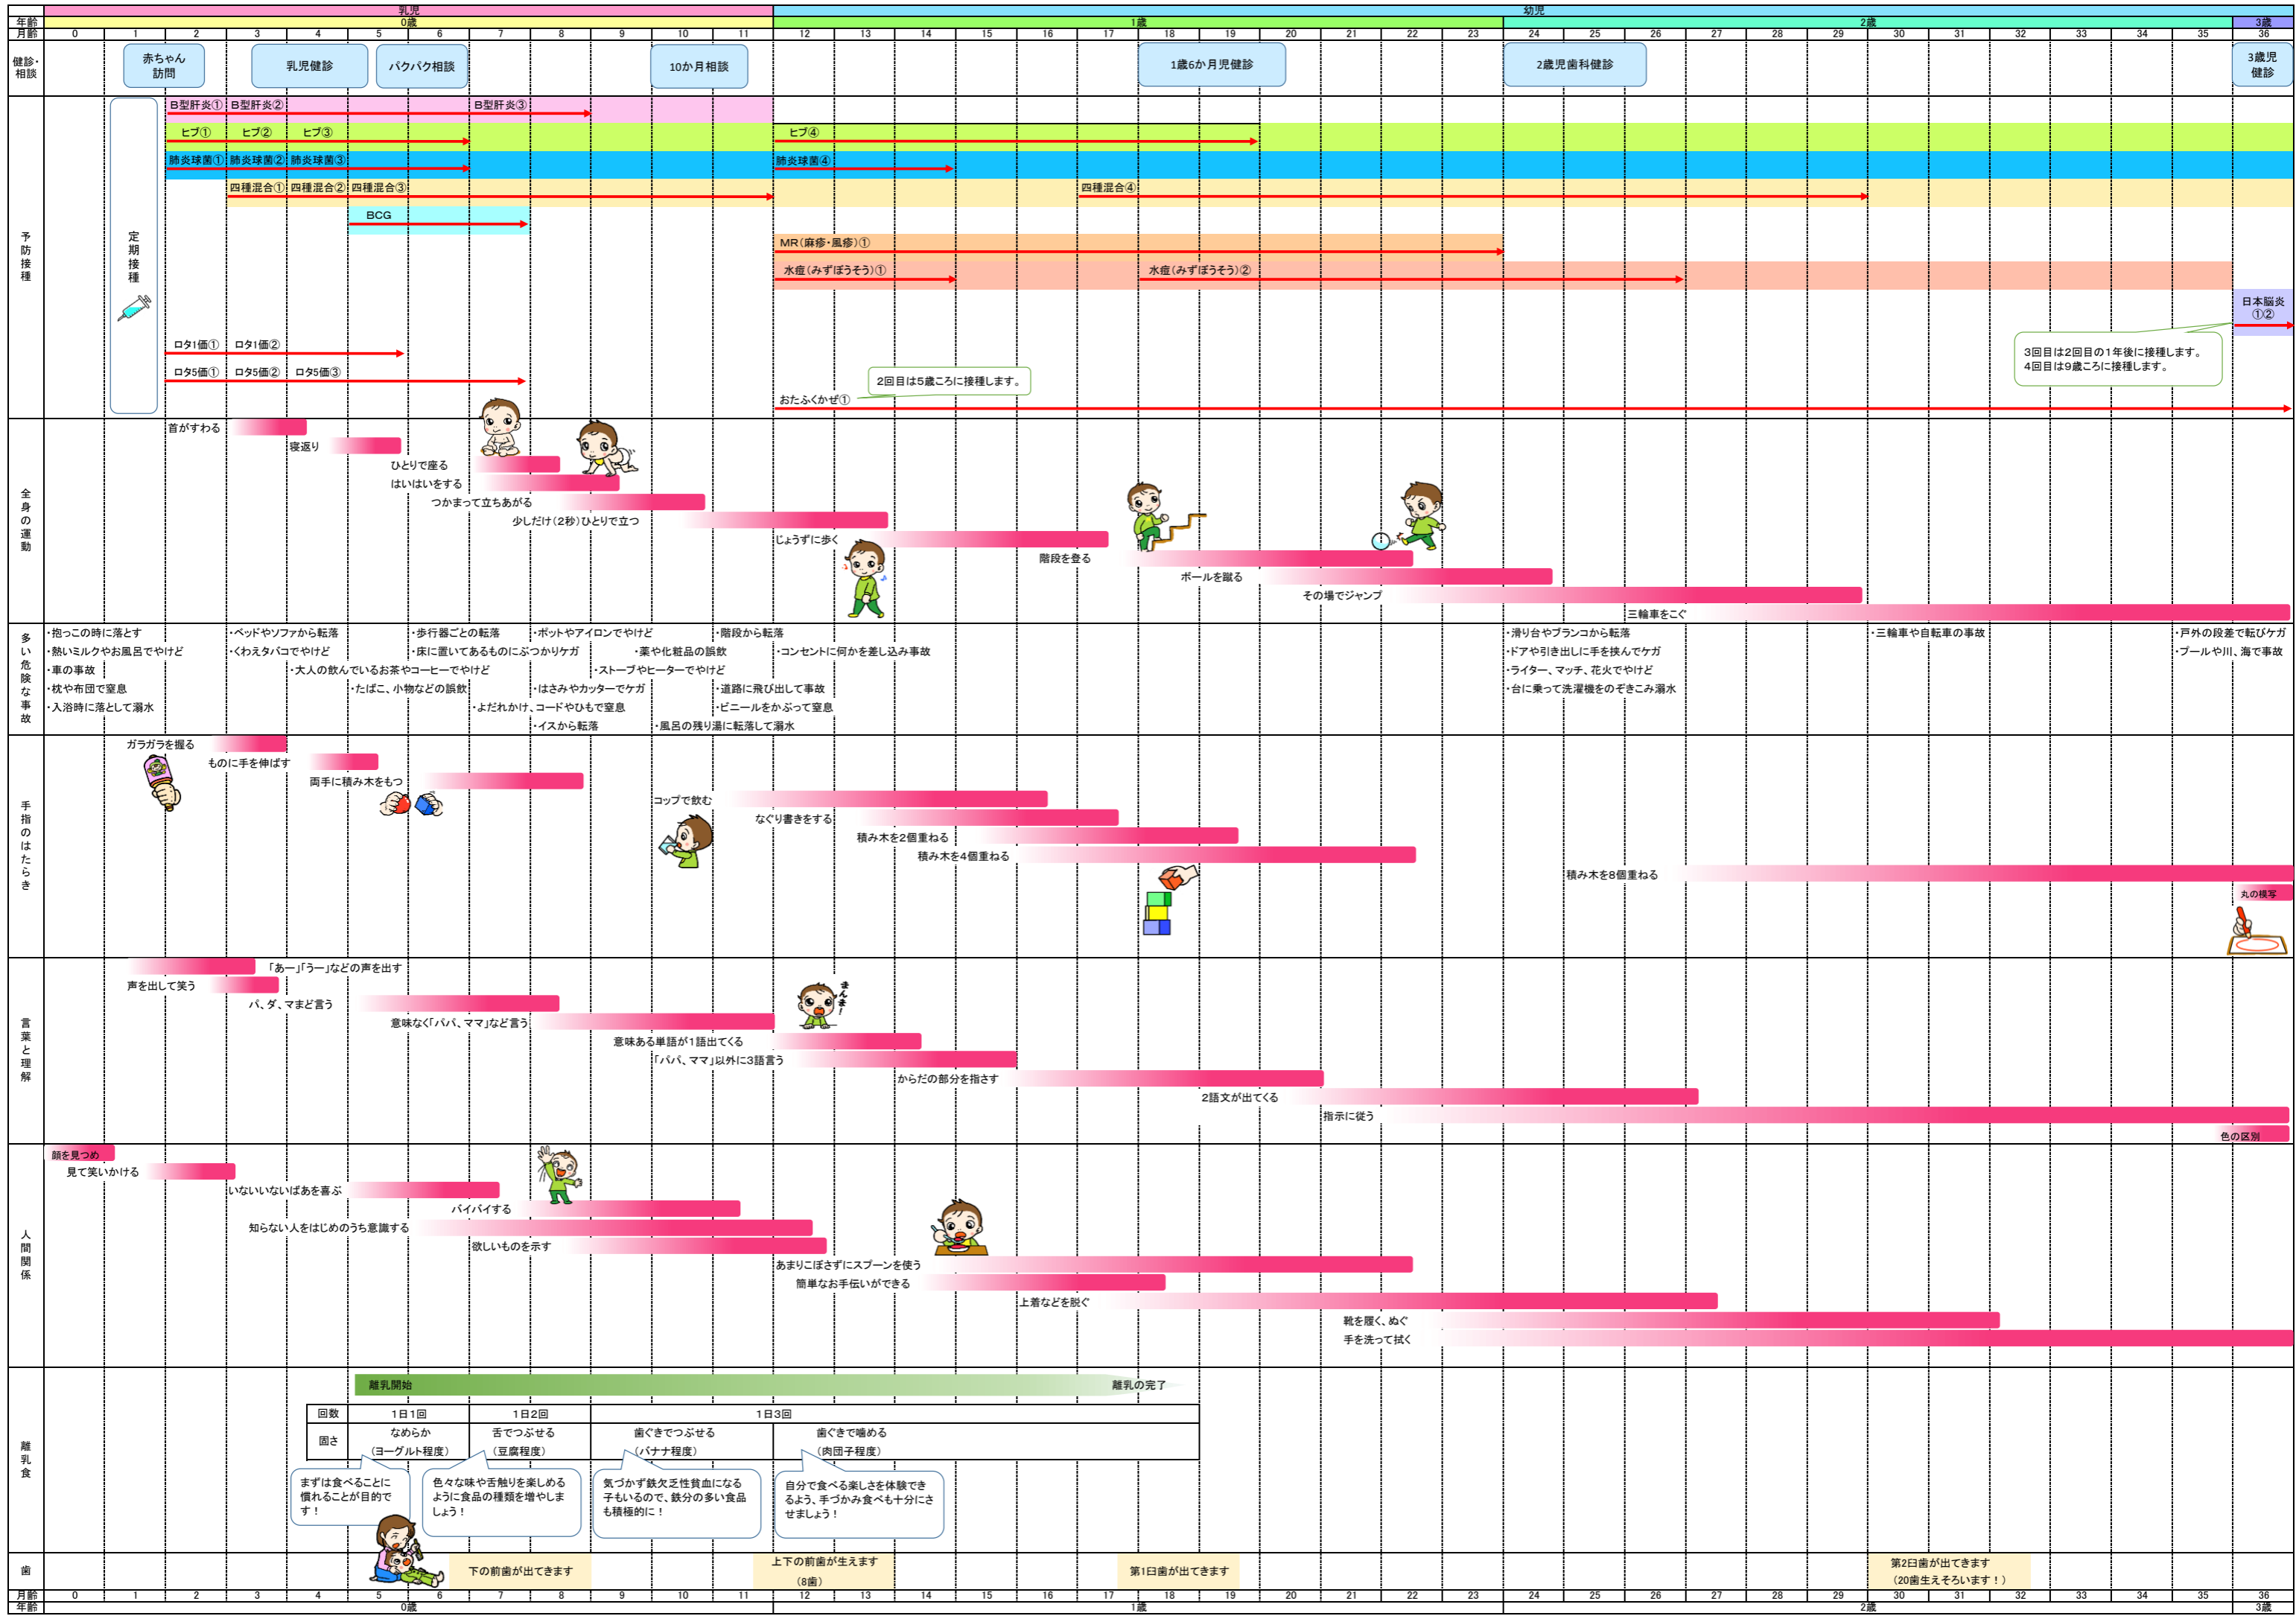 乳児 幼児
年齢 0歳 1歳 2歳 3歳
月齢 0 1 2 3 4 5 6 7 8 9 10 11 12 13 14 15 16 17 18 19 20 21 22 23 24 25 26 27 28 29 30 31 32 33 34 35 36
健診・相談
赤ちゃん訪問
乳児健診
パクパク相談
10か月相談
1歳6か月児健診
2歳児歯科健診
3歳児健診
予防接種
定期接種
B型肝炎① B型肝炎② B型肝炎③
ヒブ① ヒブ② ヒブ③ ヒブ④
肺炎球菌① 肺炎球菌② 肺炎球菌③ 肺炎球菌④
四種混合① 四種混合② 四種混合③ 四種混合④
BCG
MR(麻疹・風疹)①
水痘(みずぼうそう)① 水痘(みずぼうそう)②
日本脳炎
①②
3回目は2回目の1年後に接種します。
4回目は9歳ころに接種します。
ロタ1価① ロタ1価②
ロタ5価① ロタ5価② ロタ5価③
2回目は5歳ころに接種します。
おたふくかぜ①
全身の運動
首がすわる
寝返り
ひとりで座る
はいはいをする
つかまって立ちあがる
少しだけ(2秒)ひとりで立つ
じょうずに歩く
階段を登る
ボールを蹴る
その場でジャンプ
三輪車をこぐ
多い危険な事故
・抱っこの時に落とす ・ベッドやソファから転落 ・歩行器ごとの転落 ・ポットやアイロンでやけど ・階段から転落 ・滑り台やブランコから転落 ・三輪車や自転車の事故 ・戸外の段差で転びケガ
・熱いミルクやお風呂でやけど ・くわえタバコでやけど ・床に置いてあるものにぶつかりケガ ・薬や化粧品の誤飲 ・コンセントに何かを差し込み事故 ・ドアや引き出しに手を挟んでケガ ・プールや川、海で事故
・車の事故 ・大人の飲んでいるお茶やコーヒーでやけど ・ストーブやヒーターでやけど ・ライター、マッチ、花火でやけど
・枕や布団で窒息 ・たばこ、小物などの誤飲 ・はさみやカッターでケガ ・道路に飛び出して事故 ・台に乗って洗濯機をのぞきこみ溺水
・入浴時に落として溺水 ・よだれかけ、コードやひもで窒息 ・ビニールをかぶって窒息
・イスから転落 ・風呂の残り湯に転落して溺水
手指のはたらき
ガラガラを握る
ものに手を伸ばす
両手に積み木をもつ
コップで飲む
なぐり書きをする
積み木を2個重ねる
積み木を4個重ねる
積み木を8個重ねる
丸の模写
言葉と理解
「あー」「うー」などの声を出す
声を出して笑う
パ、ダ、マまど言う
意味なく「パパ、ママ」など言う
まんま!
意味ある単語が1語出てくる
「パパ、ママ」以外に3語言う
からだの部分を指さす
2語文が出てくる
指示に従う
色の区別
人間関係
顔を見つめ
見て笑いかける
いないいないばあを喜ぶ
バイバイする
知らない人をはじめのうち意識する
欲しいものを示す
あまりこぼさずにスプーンを使う
簡単なお手伝いができる
上着などを脱ぐ
靴を履く、ぬぐ
手を洗って拭く
離乳食
離乳開始 離乳の完了
回数 1日1回 1日2回 1日3回
固さ なめらか 舌でつぶせる 歯ぐきでつぶせる 歯ぐきで噛める
(ヨーグルト程度) (豆腐程度) (バナナ程度) (肉団子程度)
まずは食べることに
慣れることが目的で
す!
色々な味や舌触りを楽しめる
ように食品の種類を増やしま
しょう!
気づかず鉄欠乏性貧血になる
子もいるので、鉄分の多い食品
も積極的に!
自分で食べる楽しさを体験でき
るよう、手づかみ食べも十分にさ
せましょう!
歯
下の前歯が出てきます
上下の前歯が生えます
(8歯)
第1臼歯が出てきます
第2臼歯が出てきます
(20歯生えそろいます!)
月齢 0 1 2 3 4 5 6 7 8 9 10 11 12 13 14 15 16 17 18 19 20 21 22 23 24 25 26 27 28 29 30 31 32 33 34 35 36
年齢 0歳 1歳 2歳 3歳